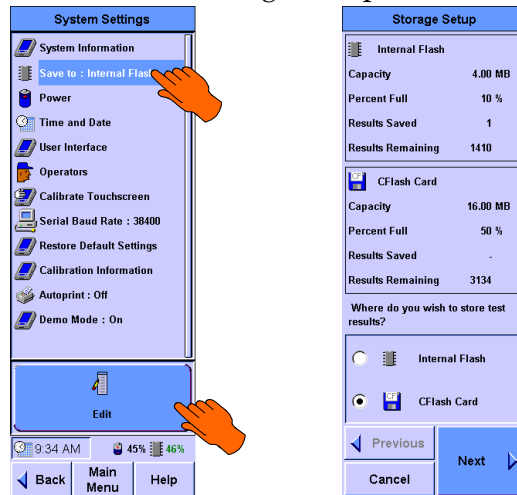 System Settings
System Information
Save to : Internal Flash
Power
Time and Date
User Interface
Operators
Calibrate Touchscreen
Serial Baud Rate : 38400
Restore Default Settings
Calibration Information
Autoprint : Off
Demo Mode : On
Edit
9:34 AM 45% 46%
Back Main Menu Help
Storage Setup
Internal Flash
Capacity 4.00 MB
Percent Full 10 %
Results Saved 1
Results Remaining 1410
CF CFlash Card
Capacity 16.00 MB
Percent Full 50 %
Results Saved -
Results Remaining 3134
Where do you wish to store test
results?
Internal Flash
CF CFlash Card
Previous
Next
Cancel